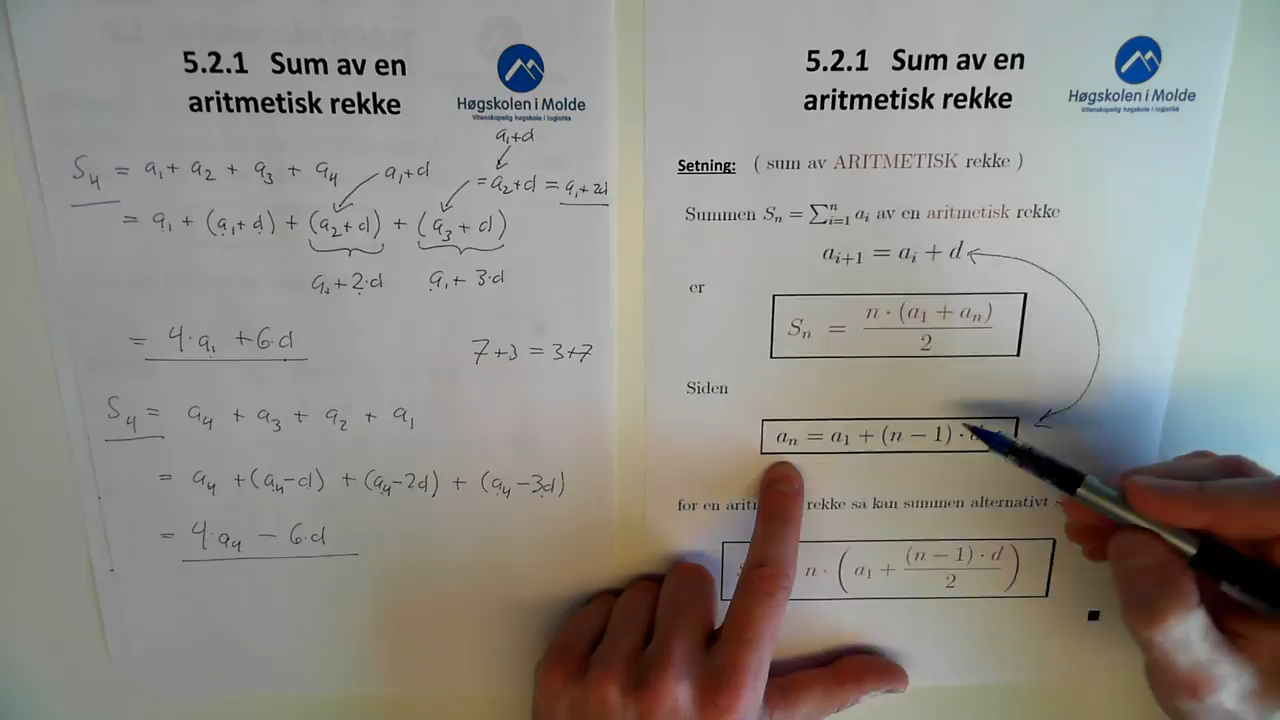 5.2.1 Sum av en
aritmetisk rekke
Høgskolen i Molde
Vitenskapelig høgskole i logistikk
a₁+d
S₄ = a₁ + a₂ + a₃ + a₄
a₁+d
= a₂+d = a₁+2d
= a₁ + (a₁+d) + (a₂+d) + (a₃+d)
a₁+2·d
a₁+3·d
= 4·a₁ + 6·d
7+3 = 3+7
S₄ = a₄ + a₃ + a₂ + a₁
= a₄ + (a₄-d) + (a₄-2d) + (a₄-3d)
= 4·a₄ - 6·d
5.2.1 Sum av en
aritmetisk rekke
Høgskolen i Molde
Vitenskapelig høgskole i logistikk
Setning: ( sum av ARITMETISK rekke )
Summen Sₙ = ∑ⁿᵢ₌₁ aᵢ av en aritmetisk rekke
aᵢ₊₁ = aᵢ + d
er
Sₙ = n · (a₁ + aₙ) / 2
Siden
aₙ = a₁ + (n − 1) ·
for en rekke så kan summen alternativt
n · ( a₁ + (n − 1) · d / 2 )